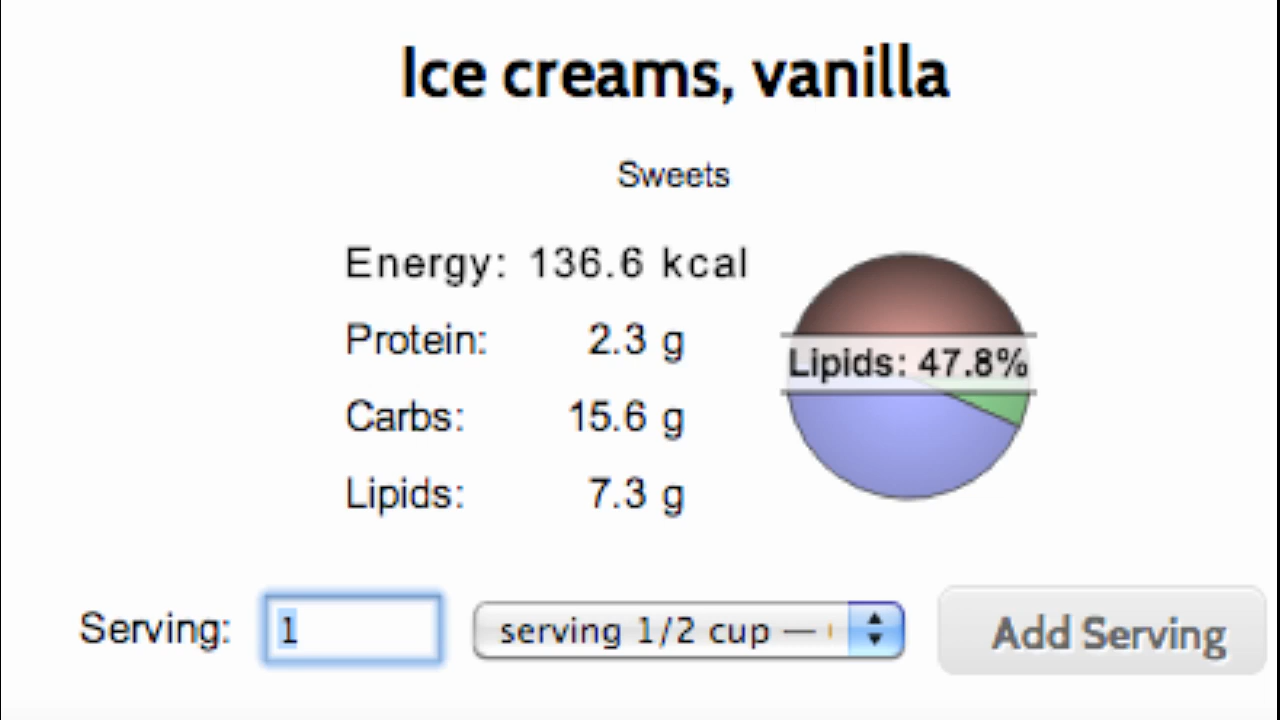 Ice creams, vanilla
Sweets
Energy: 136.6 kcal
Protein: 2.3 g
Lipids: 47.8%
Carbs: 15.6 g
Lipids: 7.3 g
Serving: 1 serving 1/2 cup — Add Serving